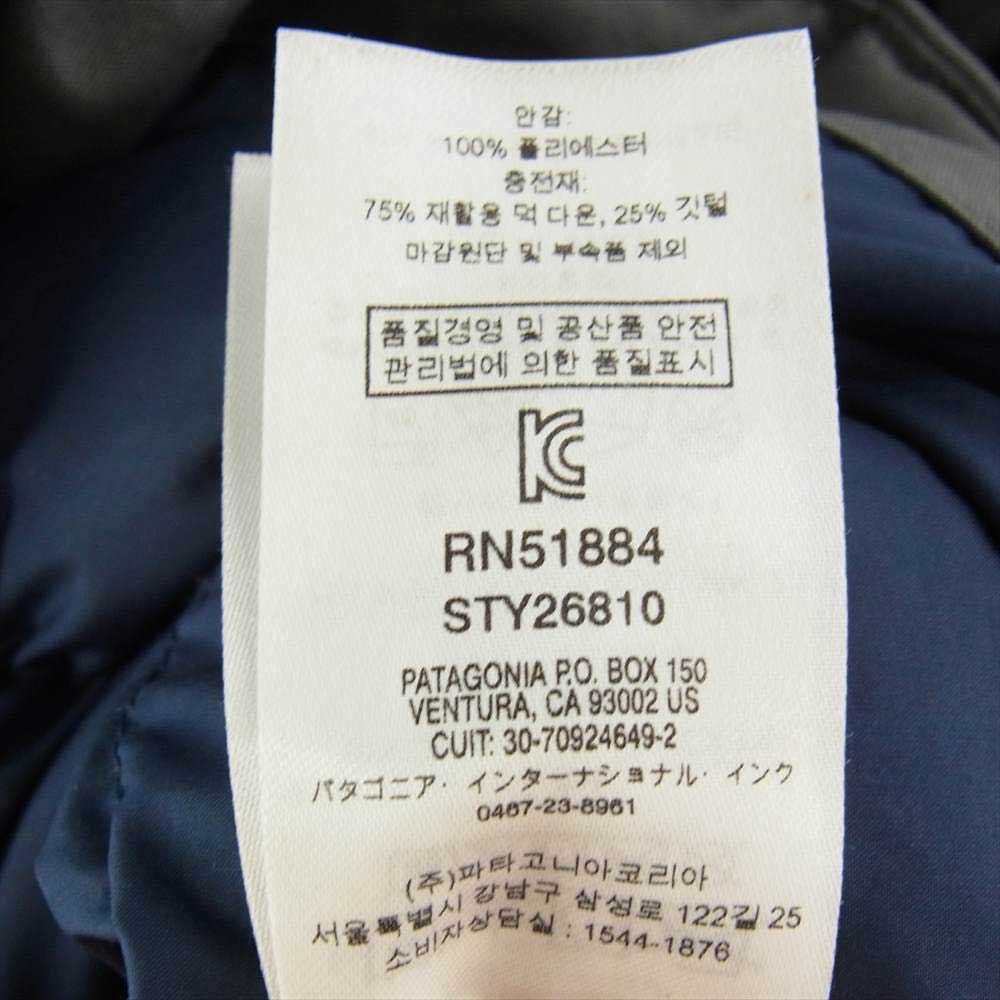 안감:
100% 폴리에스터
충전재:
75% 재활용 덕 다운, 25% 깃털
마감원단 및 부속품 제외
품질경영 및 공산품 안전
관리법에 의한 품질표시
KC
RN51884
STY26810
PATAGONIA P.O. BOX 150
VENTURA, CA 93002 US
CUIT: 30-70924649-2
パタゴニア・インターナショナル・インク
0467-23-8961
(주)파타고니아코리아
서울특별시 강남구 삼성로 122길 25
소비자상담실 : 1544-1876